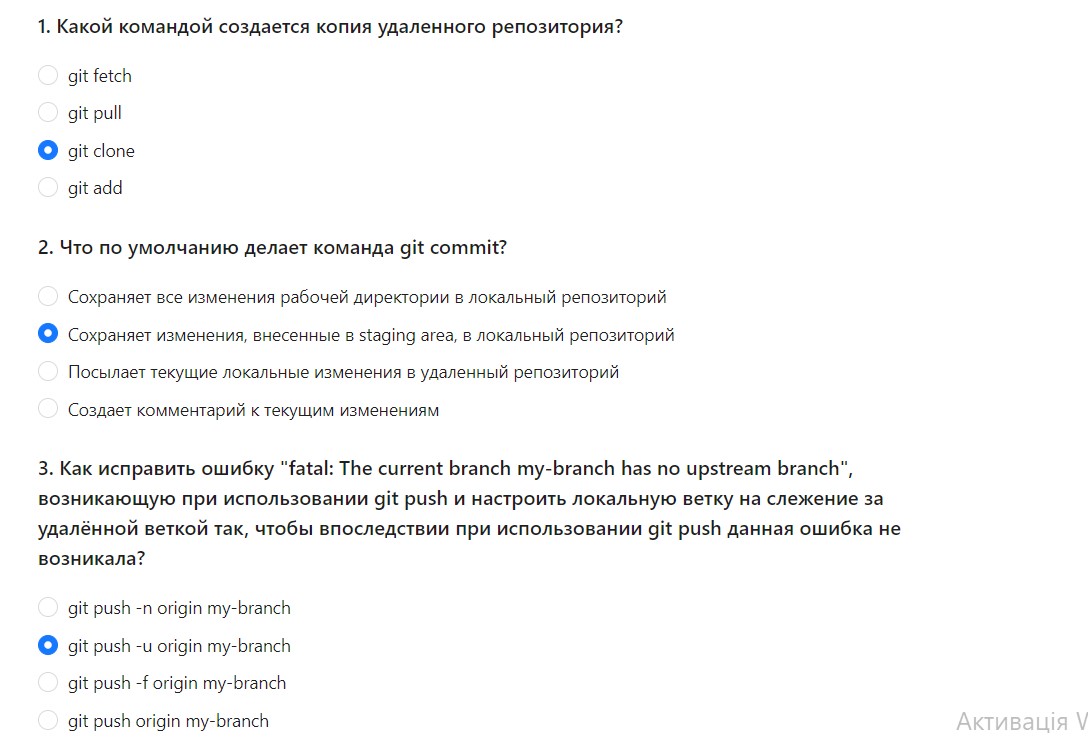 1. Какой командой создается копия удаленного репозитория?
git fetch
git pull
git clone
git add
2. Что по умолчанию делает команда git commit?
Сохраняет все изменения рабочей директории в локальный репозиторий
Сохраняет изменения, внесенные в staging area, в локальный репозиторий
Посылает текущие локальные изменения в удаленный репозиторий
Создает комментарий к текущим изменениям
3. Как исправить ошибку "fatal: The current branch my-branch has no upstream branch",
возникающую при использовании git push и настроить локальную ветку на слежение за
удалённой веткой так, чтобы впоследствии при использовании git push данная ошибка не
возникала?
git push -n origin my-branch
git push -u origin my-branch
git push -f origin my-branch
git push origin my-branch
Активація W